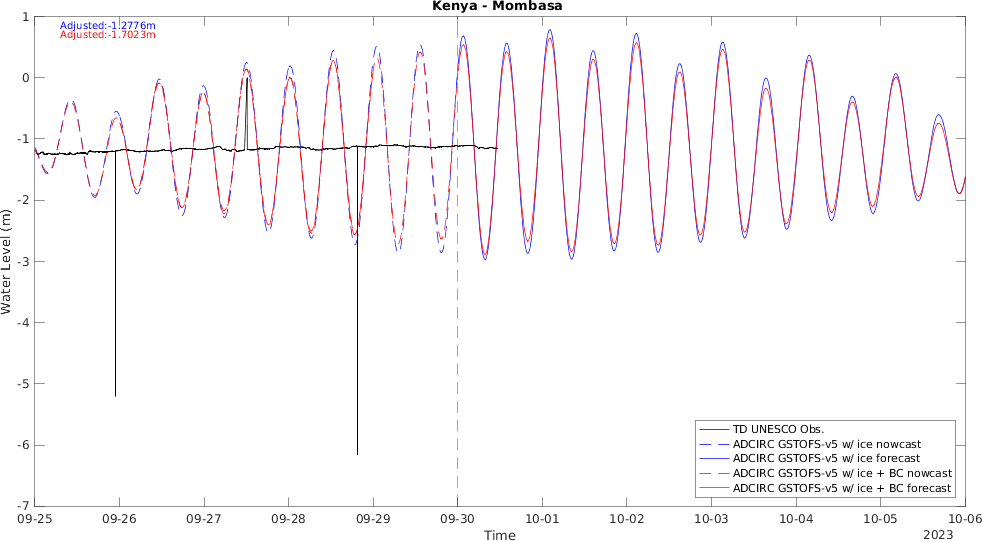 Kenya - Mombasa
Adjusted:-1.2776m
Adjusted:-1.7023m
1
0
-1
-2
-3
-4
-5
-6
-7
Water Level (m)
TD UNESCO Obs.
ADCIRC GSTOFS-v5 w/ ice nowcast
ADCIRC GSTOFS-v5 w/ ice forecast
ADCIRC GSTOFS-v5 w/ ice + BC nowcast
ADCIRC GSTOFS-v5 w/ ice + BC forecast
09-25 09-26 09-27 09-28 09-29 09-30 10-01 10-02 10-03 10-04 10-05 10-06
Time
2023